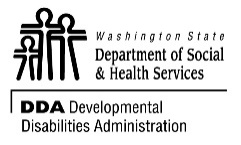 Washington State
Department of Social
& Health Services
DDA Developmental
Disabilities Administration